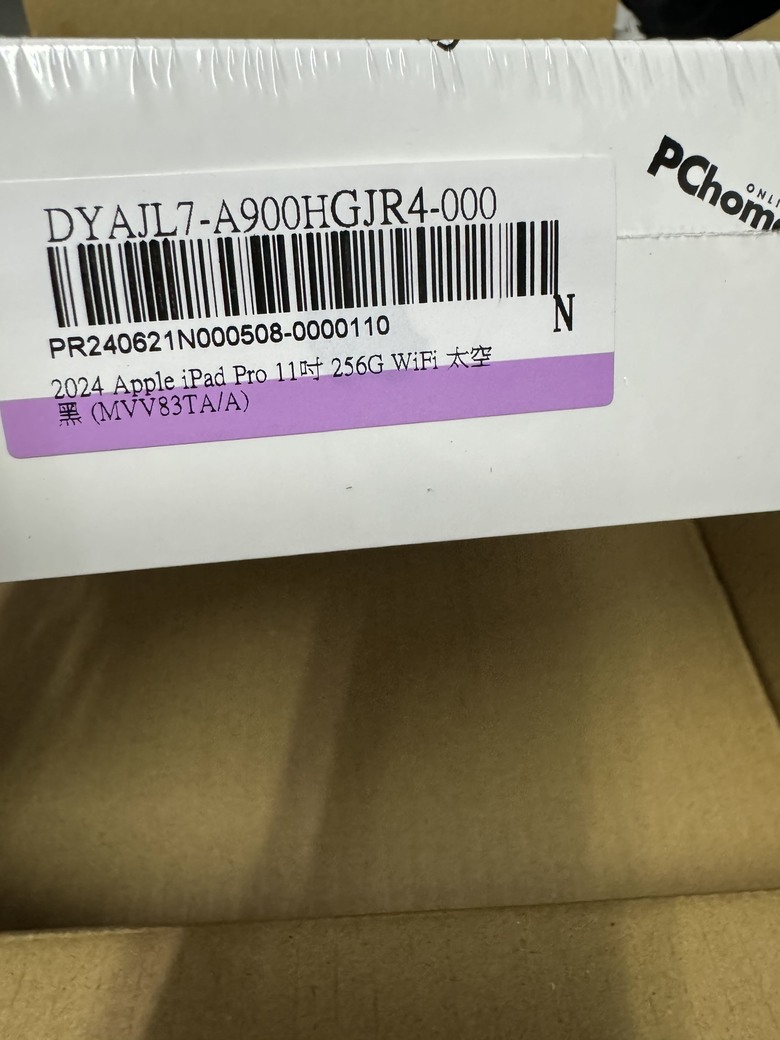 DYAJL7-A900HGJR4-000
N
PR240621N000508-0000110
2024 Apple iPad Pro 11吋 256G WiFi 太空
黑 (MVV83TA/A)
PChome
ONLI